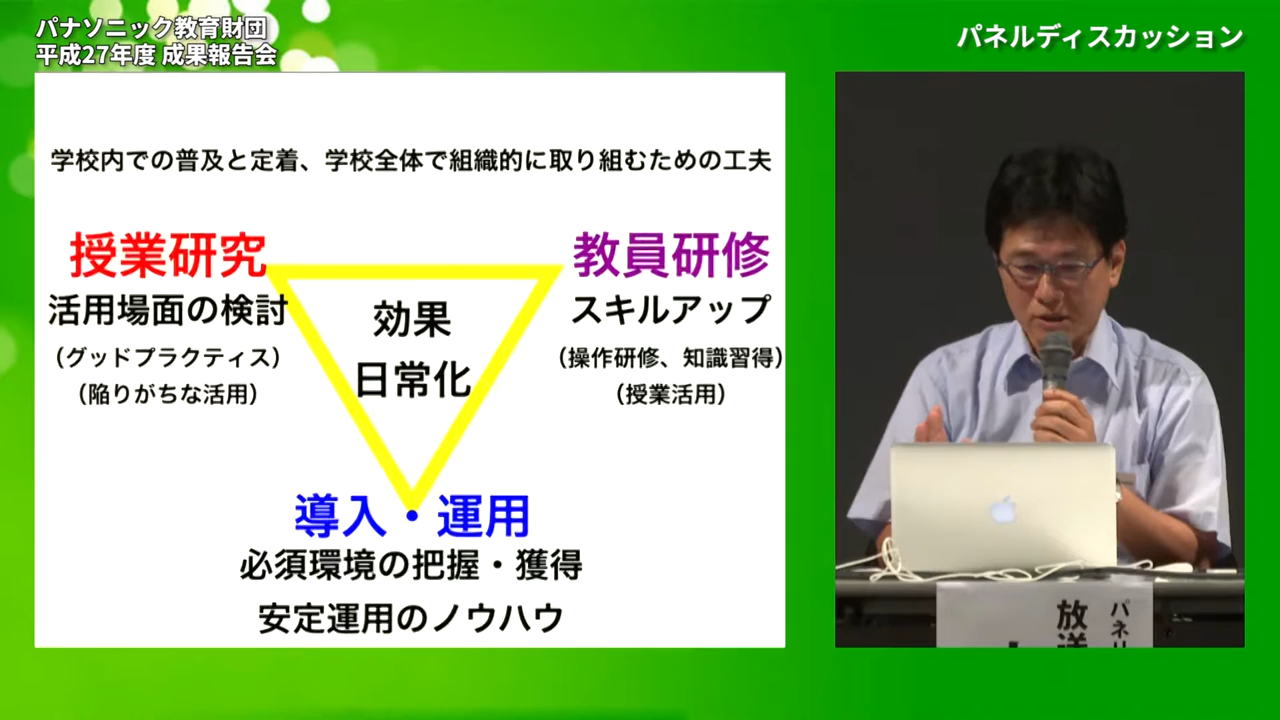 パナソニック教育財団
平成27年度 成果報告会
パネルディスカッション
学校内での普及と定着、学校全体で組織的に取り組むための工夫
授業研究
活用場面の検討
（グッドプラクティス）
（陥りがちな活用）
教員研修
スキルアップ
（操作研修、知識習得）
（授業活用）
効果
日常化
導入・運用
必須環境の把握・獲得
安定運用のノウハウ
パネリ
放送